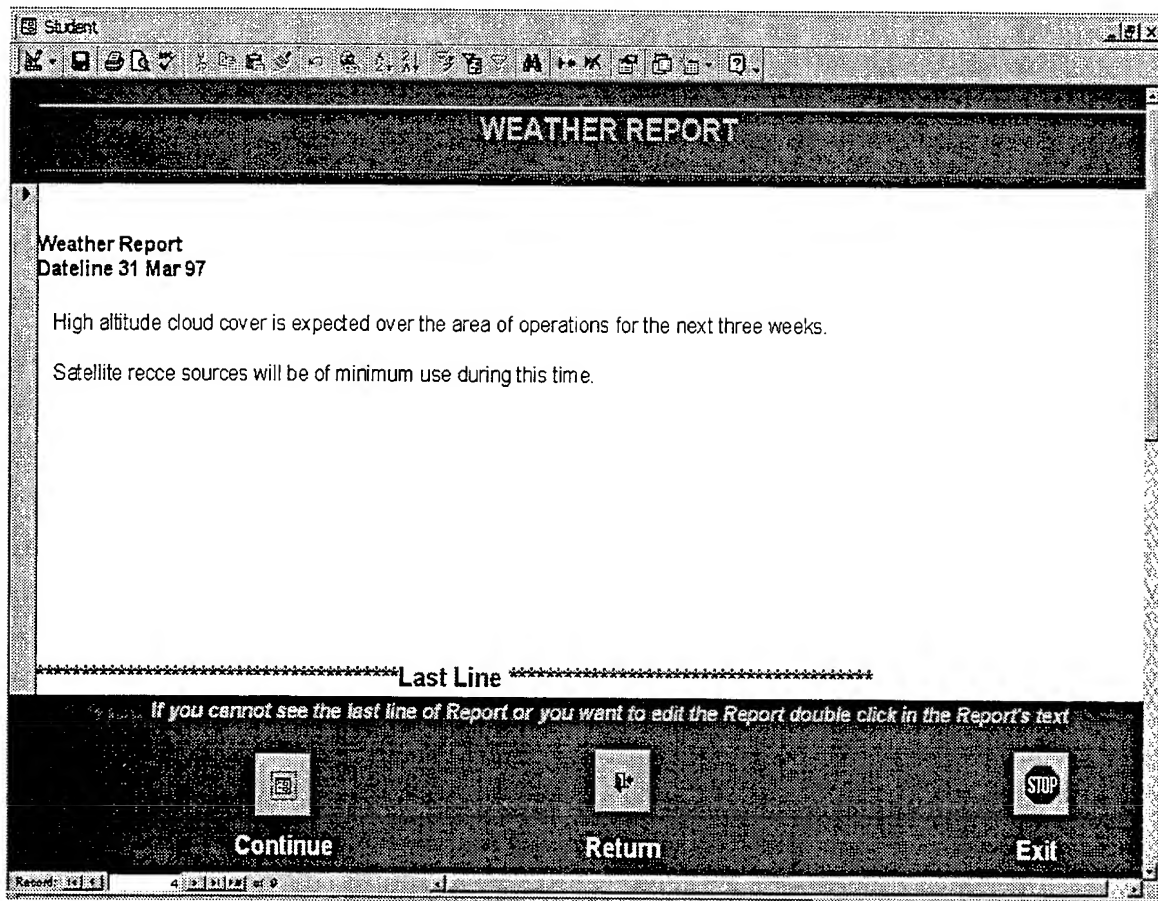 Student
WEATHER REPORT
Weather Report
Dateline 31 Mar 97
High altitude cloud cover is expected over the area of operations for the next three weeks.
Satellite recce sources will be of minimum use during this time.
***************************************Last Line ***************************************
If you cannot see the last line of Report or you want to edit the Report double click in the Report's text
STOP
Continue Return Exit
Record: 4 of 9